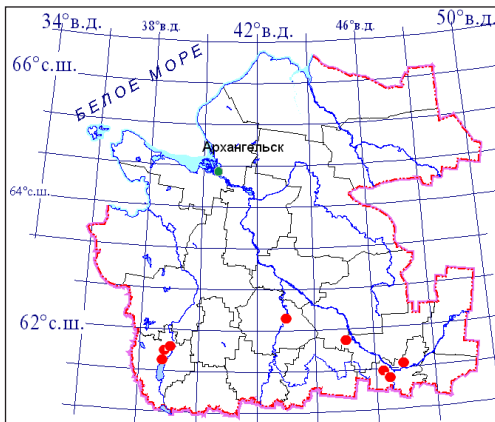 34°в.д.
38°в.д.
42°в.д.
46°в.д.
50°в.д.
66°с.ш.
БЕЛОЕ МОРЕ
Архангельск
64°с.ш.
62°с.ш.